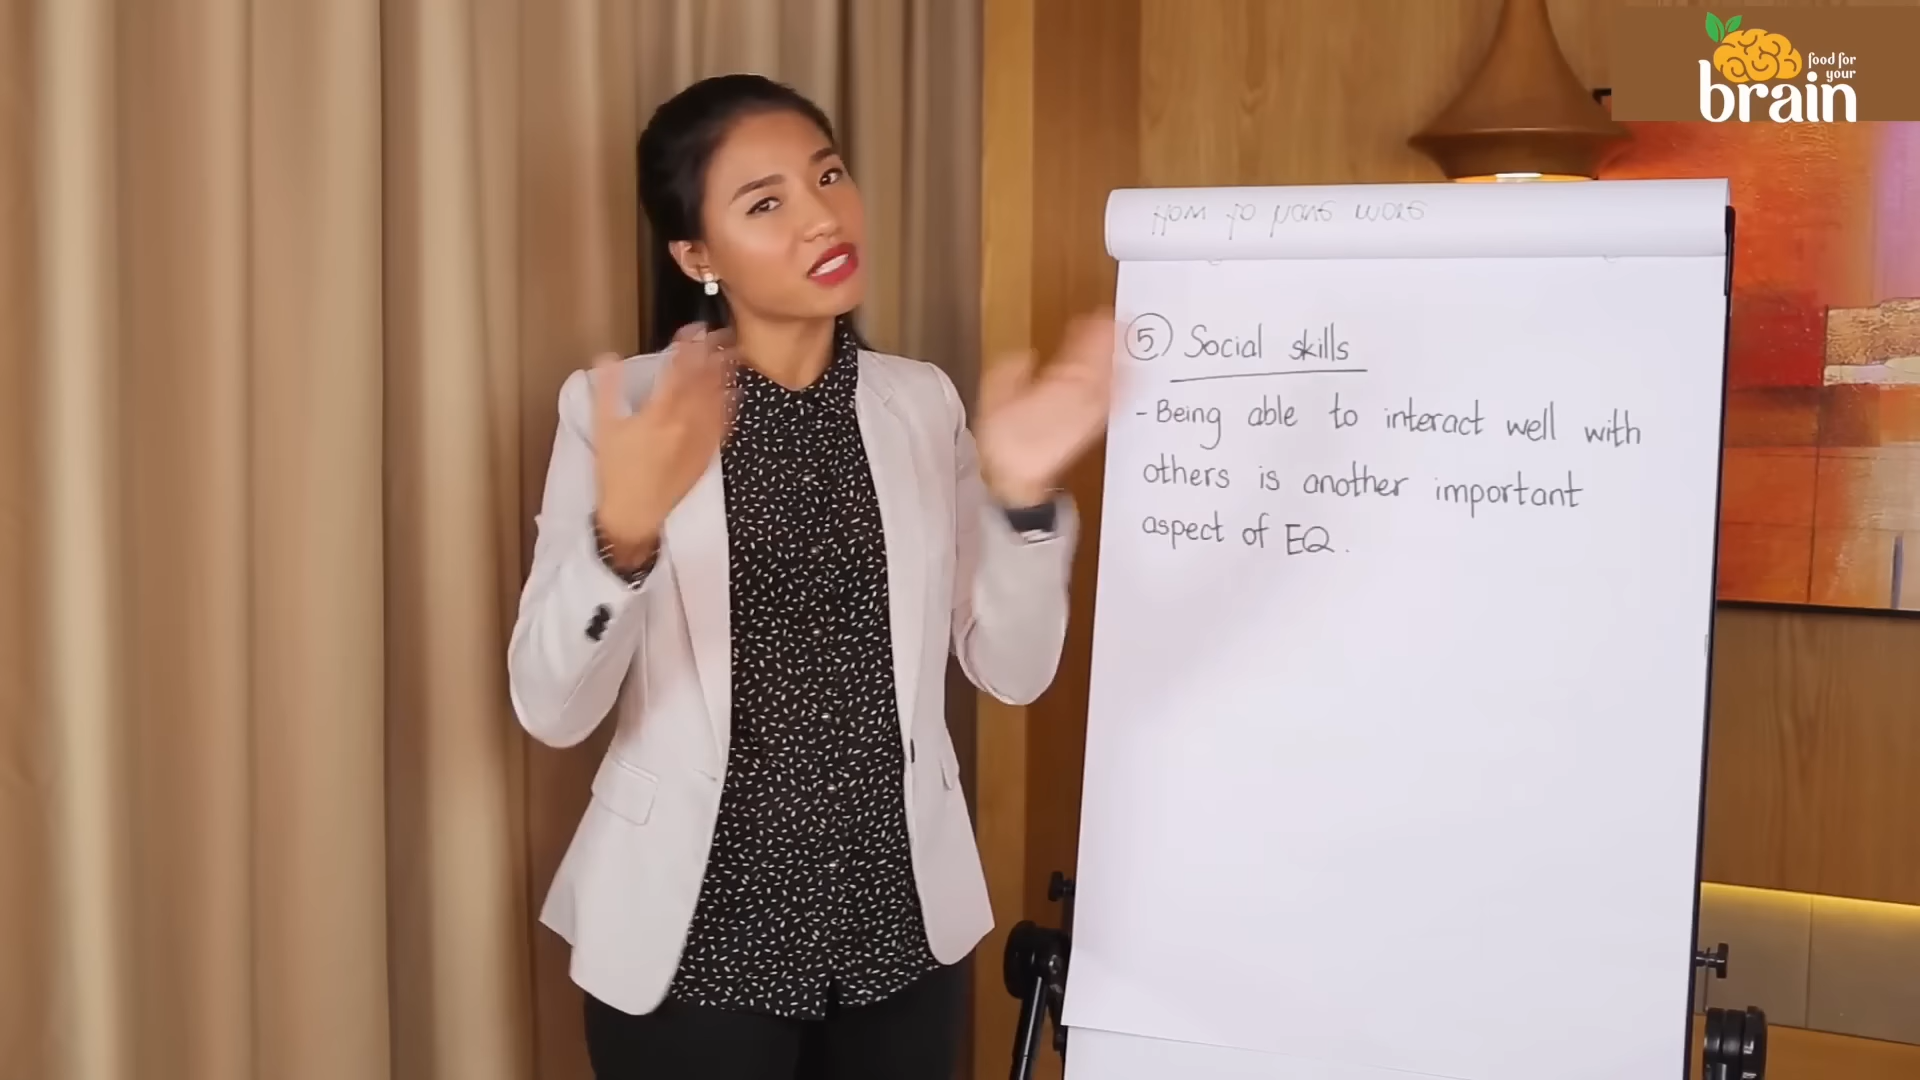 food for
your
brain
5 Social skills
- Being able to interact well with
others is another important
aspect of EQ.